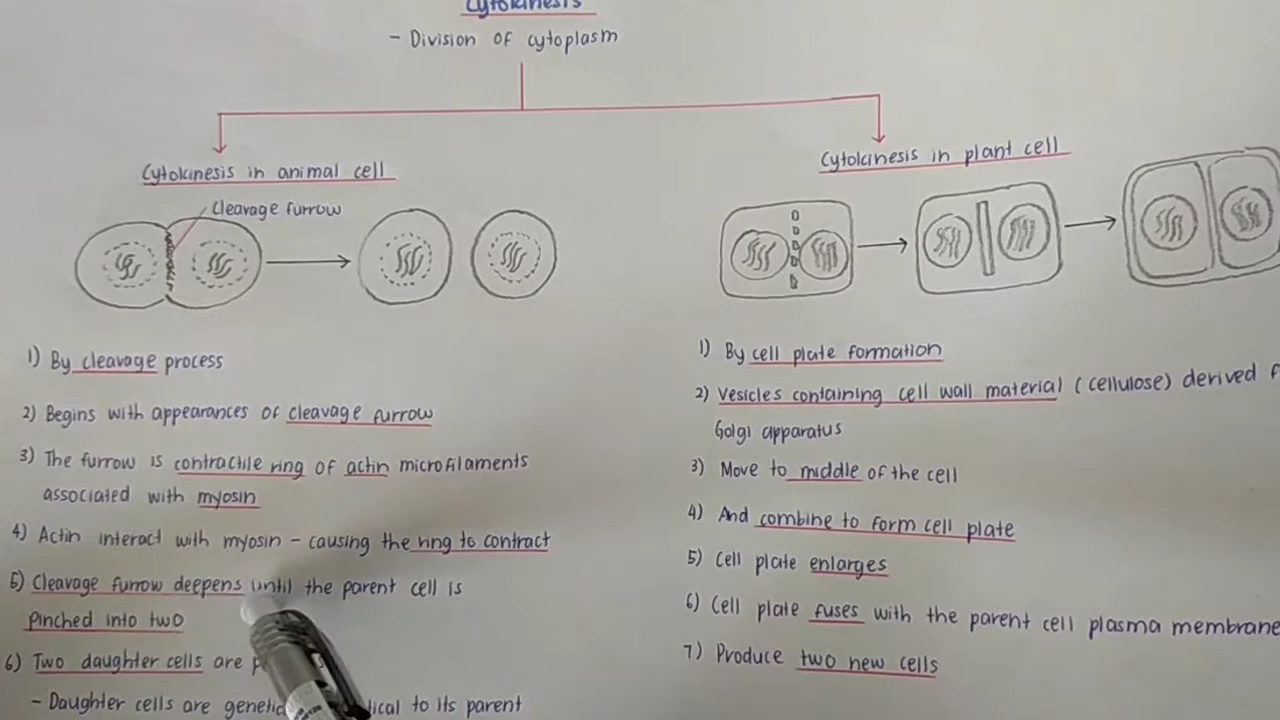 Cytokinesis
- Division of cytoplasm
Cytokinesis in animal cell
Cleavage furrow
1) By cleavage process
2) Begins with appearances of cleavage furrow
3) The furrow is contractile ring of actin microfilaments
associated with myosin
4) Actin interact with myosin - causing the ring to contract
5) Cleavage furrow deepens until the parent cell is
pinched into two
6) Two daughter cells are
- Daughter cells are to its parent
Cytokinesis in plant cell
1) By cell plate formation
2) Vesicles containing cell wall material (cellulose) derived
Golgi apparatus
3) Move to middle of the cell
4) And combine to form cell plate
5) Cell plate enlarges
6) Cell plate fuses with the parent cell plasma membrane
7) Produce two new cells